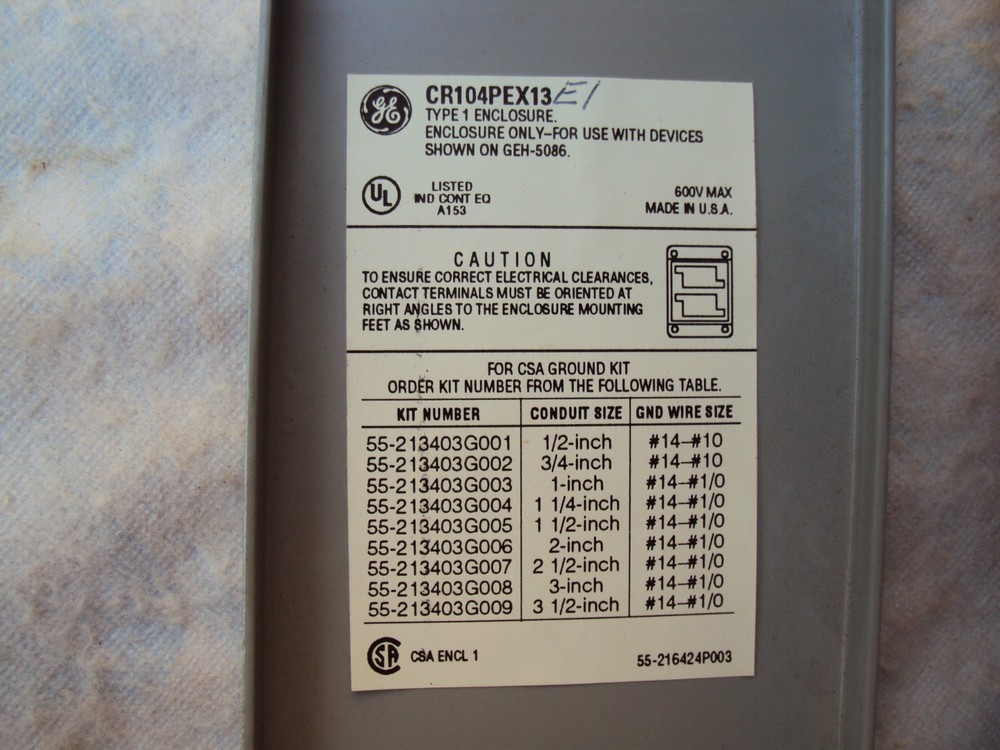 GE CR104PEX13 E1
TYPE 1 ENCLOSURE.
ENCLOSURE ONLY–FOR USE WITH DEVICES
SHOWN ON GEH-5086.
UL LISTED
IND CONT EQ
A153
600V MAX
MADE IN U.S.A.
CAUTION
TO ENSURE CORRECT ELECTRICAL CLEARANCES,
CONTACT TERMINALS MUST BE ORIENTED AT
RIGHT ANGLES TO THE ENCLOSURE MOUNTING
FEET AS SHOWN.
FOR CSA GROUND KIT
ORDER KIT NUMBER FROM THE FOLLOWING TABLE.
KIT NUMBER CONDUIT SIZE GND WIRE SIZE
55-213403G001 1/2-inch #14–#10
55-213403G002 3/4-inch #14–#10
55-213403G003 1-inch #14–#1/0
55-213403G004 1 1/4-inch #14–#1/0
55-213403G005 1 1/2-inch #14–#1/0
55-213403G006 2-inch #14–#1/0
55-213403G007 2 1/2-inch #14–#1/0
55-213403G008 3-inch #14–#1/0
55-213403G009 3 1/2-inch #14–#1/0
SA CSA ENCL 1 55-216424P003